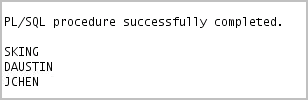 PL/SQL procedure successfully completed.
SKING
DAUSTIN
JCHEN